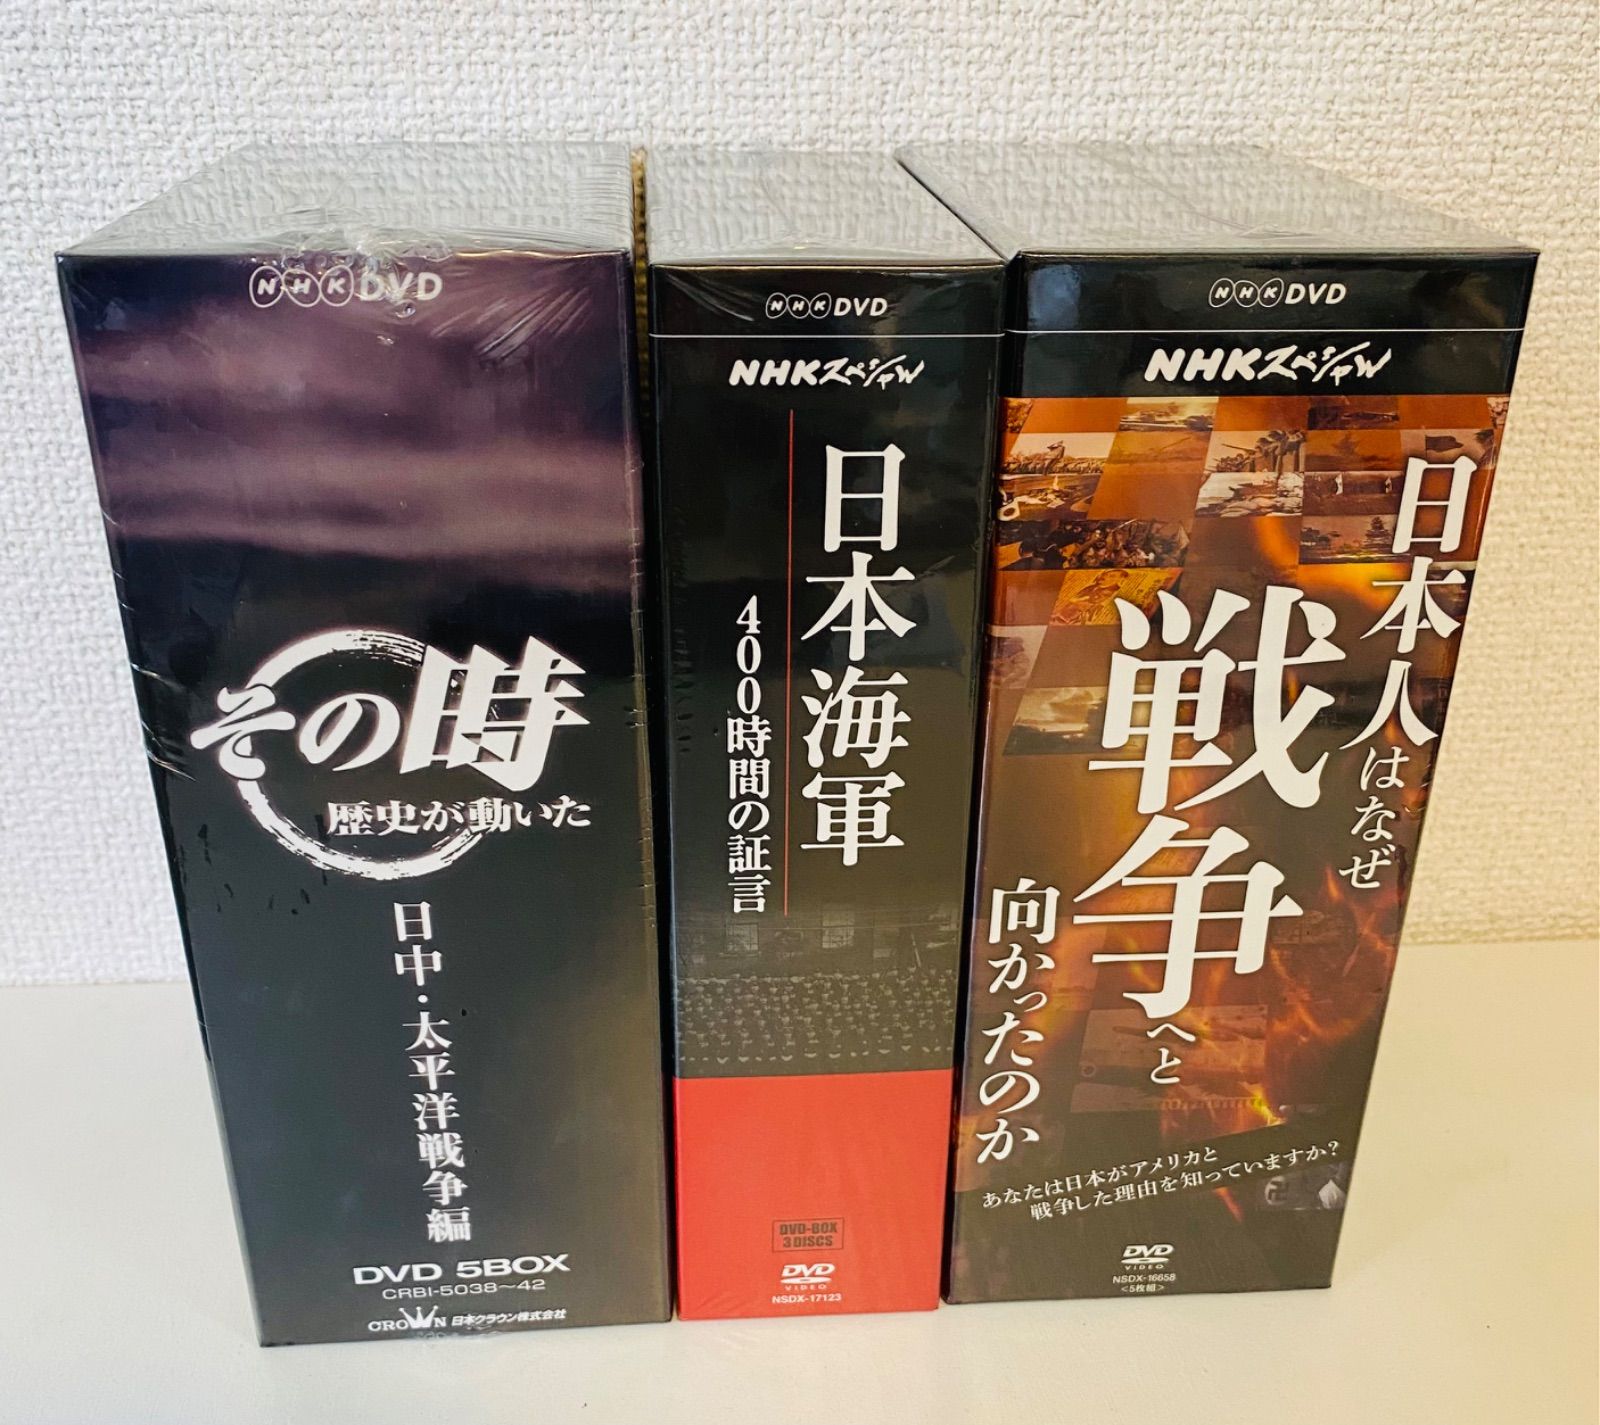 NHK DVD
その時
歴史が動いた
日中・太平洋戦争編
DVD 5BOX
CRBI-5038～42
CROWN 日本クラウン株式会社
NHK DVD
NHKスペシャル
日本海軍
400時間の証言
DVD-BOX
3 DISCS
DVD
VIDEO
NSDX-17123
NHK DVD
NHKスペシャル
日本人はなぜ
戦争へと
向かったのか
あなたは日本がアメリカと
戦争した理由を知っていますか?
DVD
VIDEO
NSDX-16658
<5枚組>